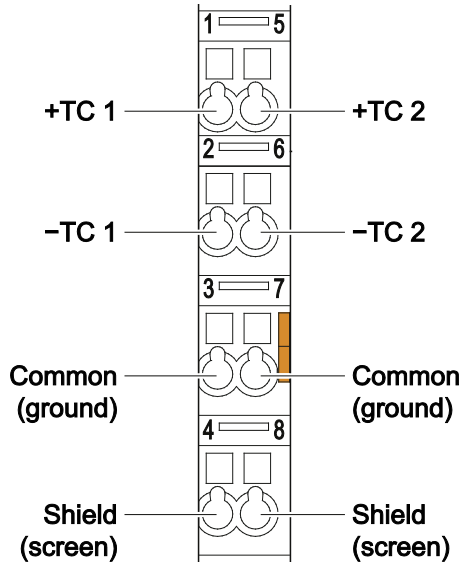 1 5
+TC 1 +TC 2
2 6
−TC 1 −TC 2
3 7
Common Common
(ground) (ground)
4 8
Shield Shield
(screen) (screen)